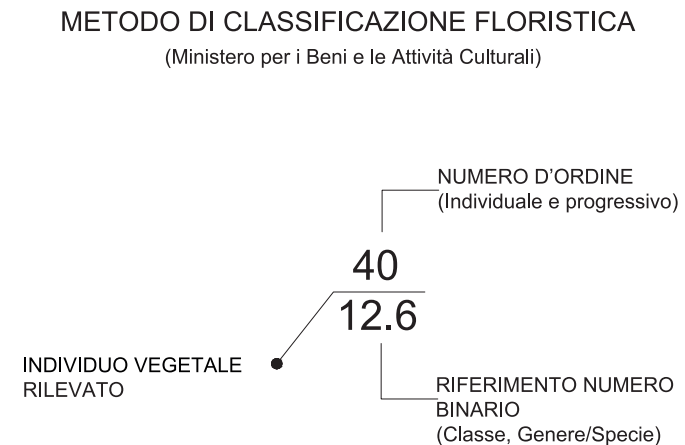 METODO DI CLASSIFICAZIONE FLORISTICA
(Ministero per i Beni e le Attività Culturali)
NUMERO D'ORDINE
(Individuale e progressivo)
40
12.6
INDIVIDUO VEGETALE
RILEVATO
RIFERIMENTO NUMERO
BINARIO
(Classe, Genere/Specie)